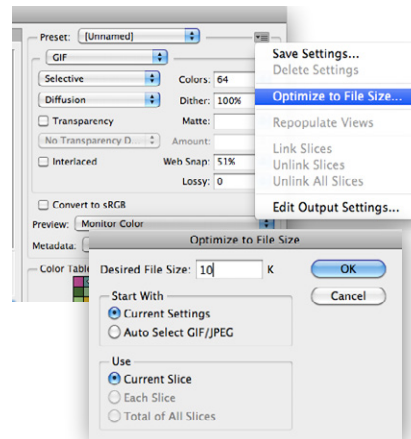 Preset: [Unnamed]
GIF
Selective Colors: 64
Diffusion Dither: 100%
Transparency Matte:
No Transparency D... Amount:
Interlaced Web Snap: 51%
Lossy: 0
Convert to sRGB
Preview: Monitor Color
Metadata:
Color Table
Save Settings...
Delete Settings
Optimize to File Size...
Repopulate Views
Link Slices
Unlink Slices
Unlink All Slices
Edit Output Settings...
Optimize to File Size
Desired File Size: 10 K
OK
Cancel
Start With
Current Settings
Auto Select GIF/JPEG
Use
Current Slice
Each Slice
Total of All Slices